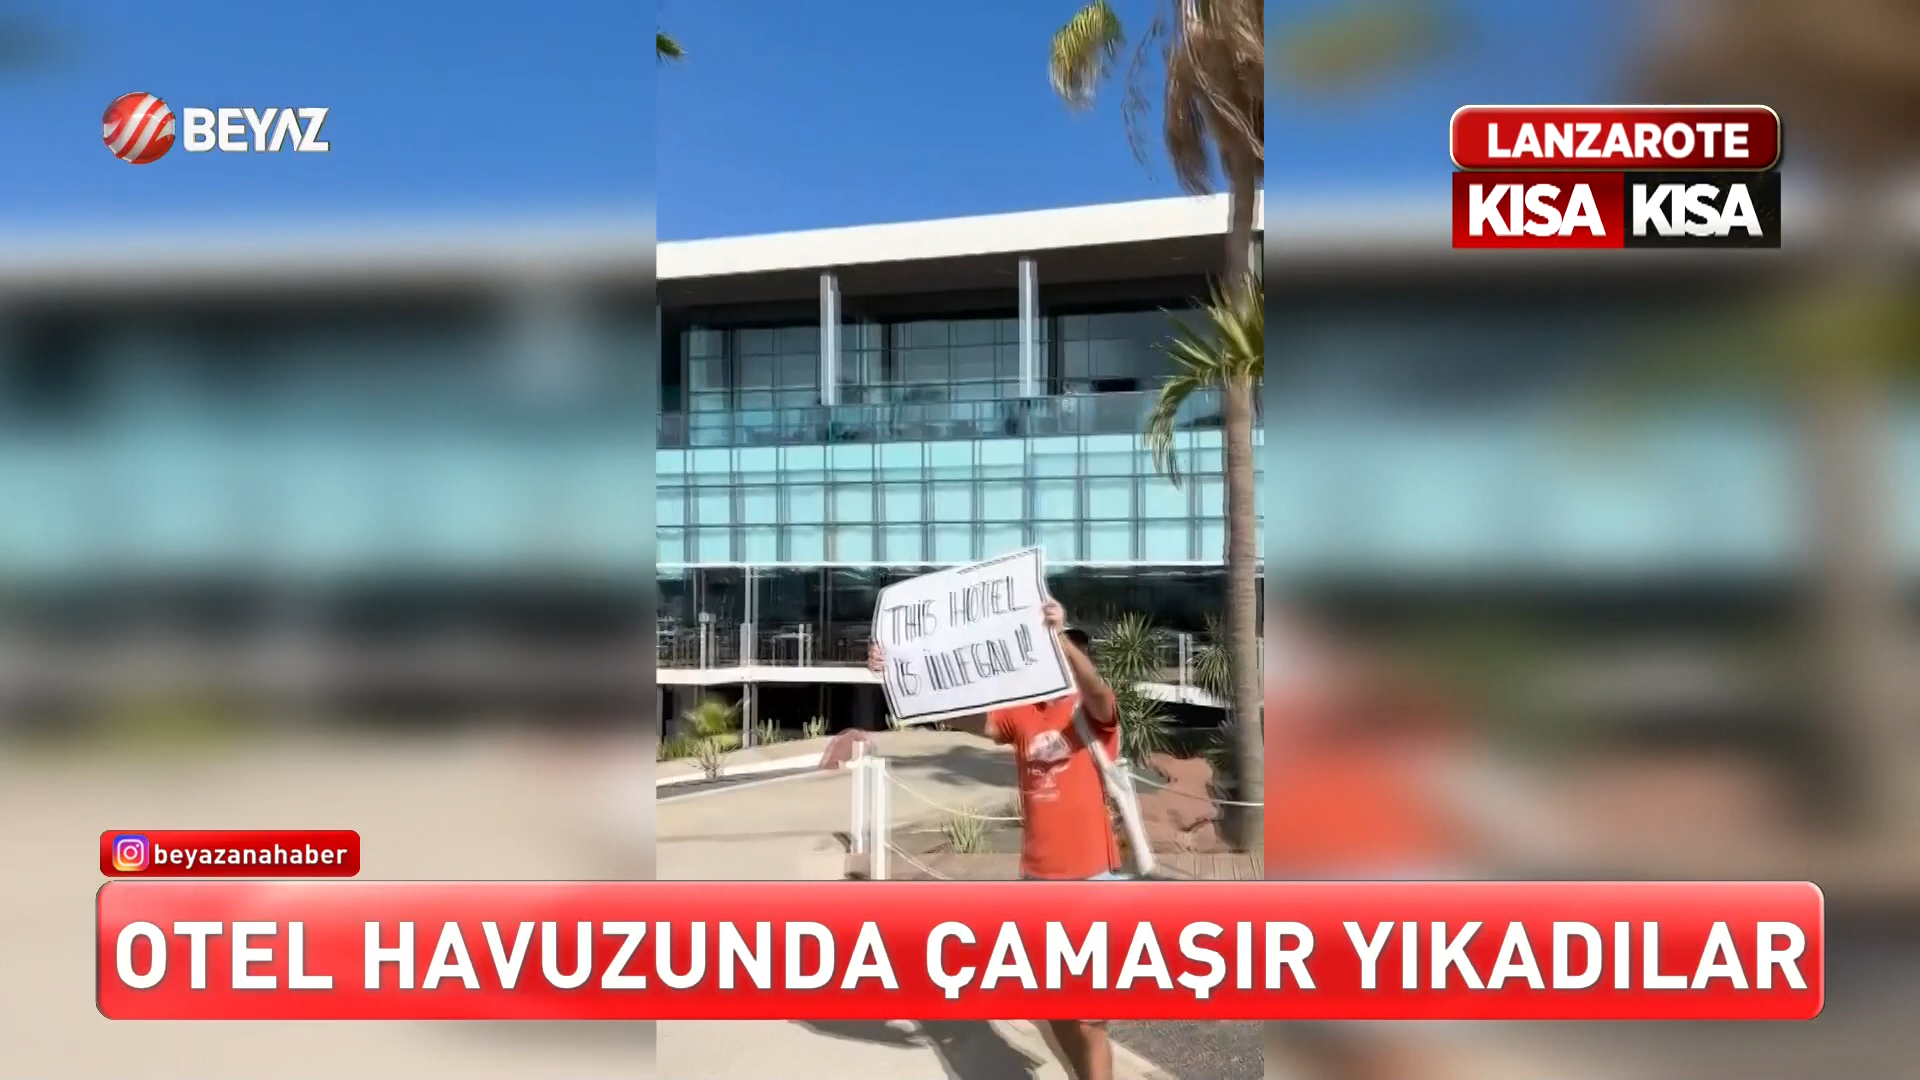 BEYAZ
LANZAROTE
KISA KISA
THIS HOTEL
IS ILLEGAL!!
beyazanahaber
OTEL HAVUZUNDA ÇAMAŞIR YIKADILAR